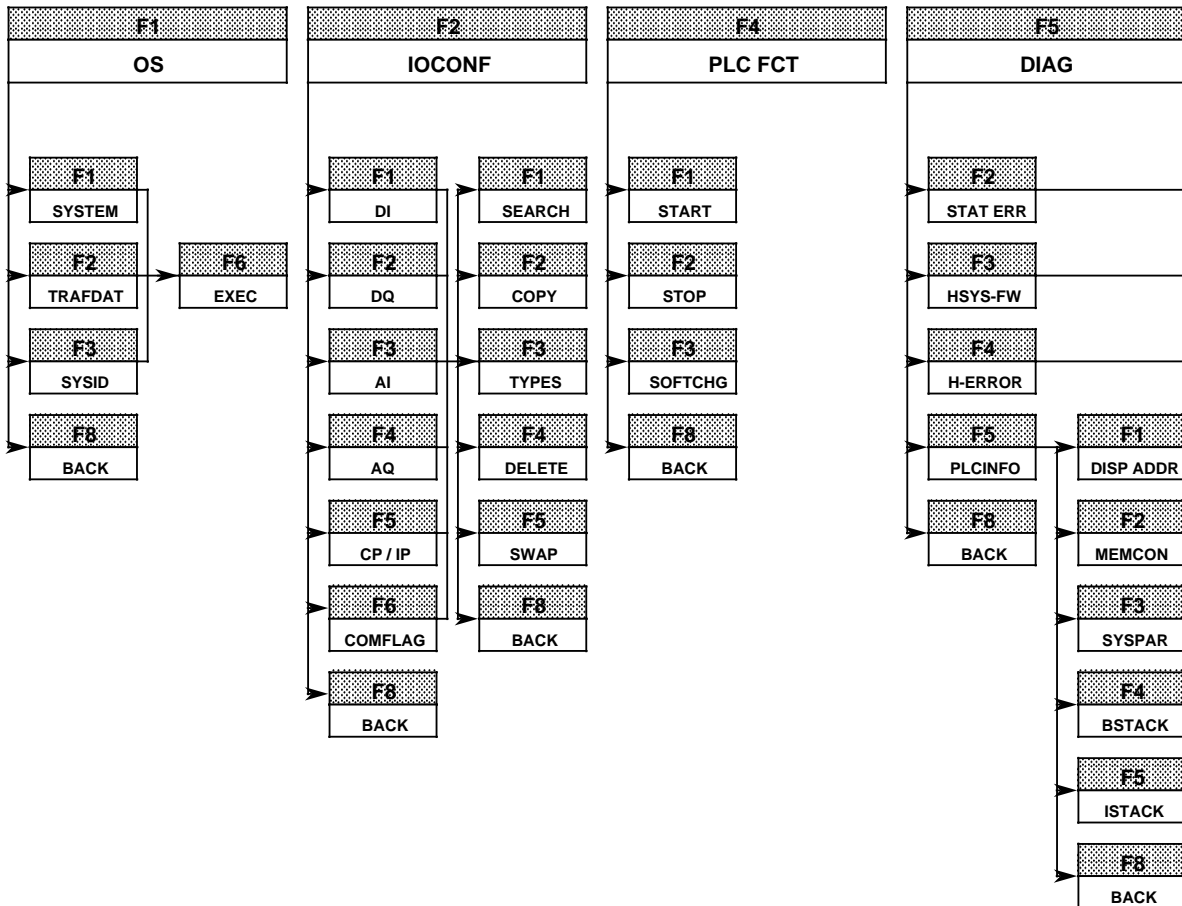 F1 F2 F4 F5
OS IOCONF PLC FCT DIAG
F1 F1 F1 F1 F2
SYSTEM DI SEARCH START STAT ERR
F2 F6 F2 F2 F2 F3
TRAFDAT EXEC DQ COPY STOP HSYS-FW
F3 F3 F3 F3 F4
SYSID AI TYPES SOFTCHG H-ERROR
F8 F4 F4 F8 F5 F1
BACK AQ DELETE BACK PLCINFO DISP ADDR
F5 F5 F8 F2
CP / IP SWAP BACK MEMCON
F6 F8 F3
COMFLAG BACK SYSPAR
F8 F4
BACK BSTACK
F5
ISTACK
F8
BACK